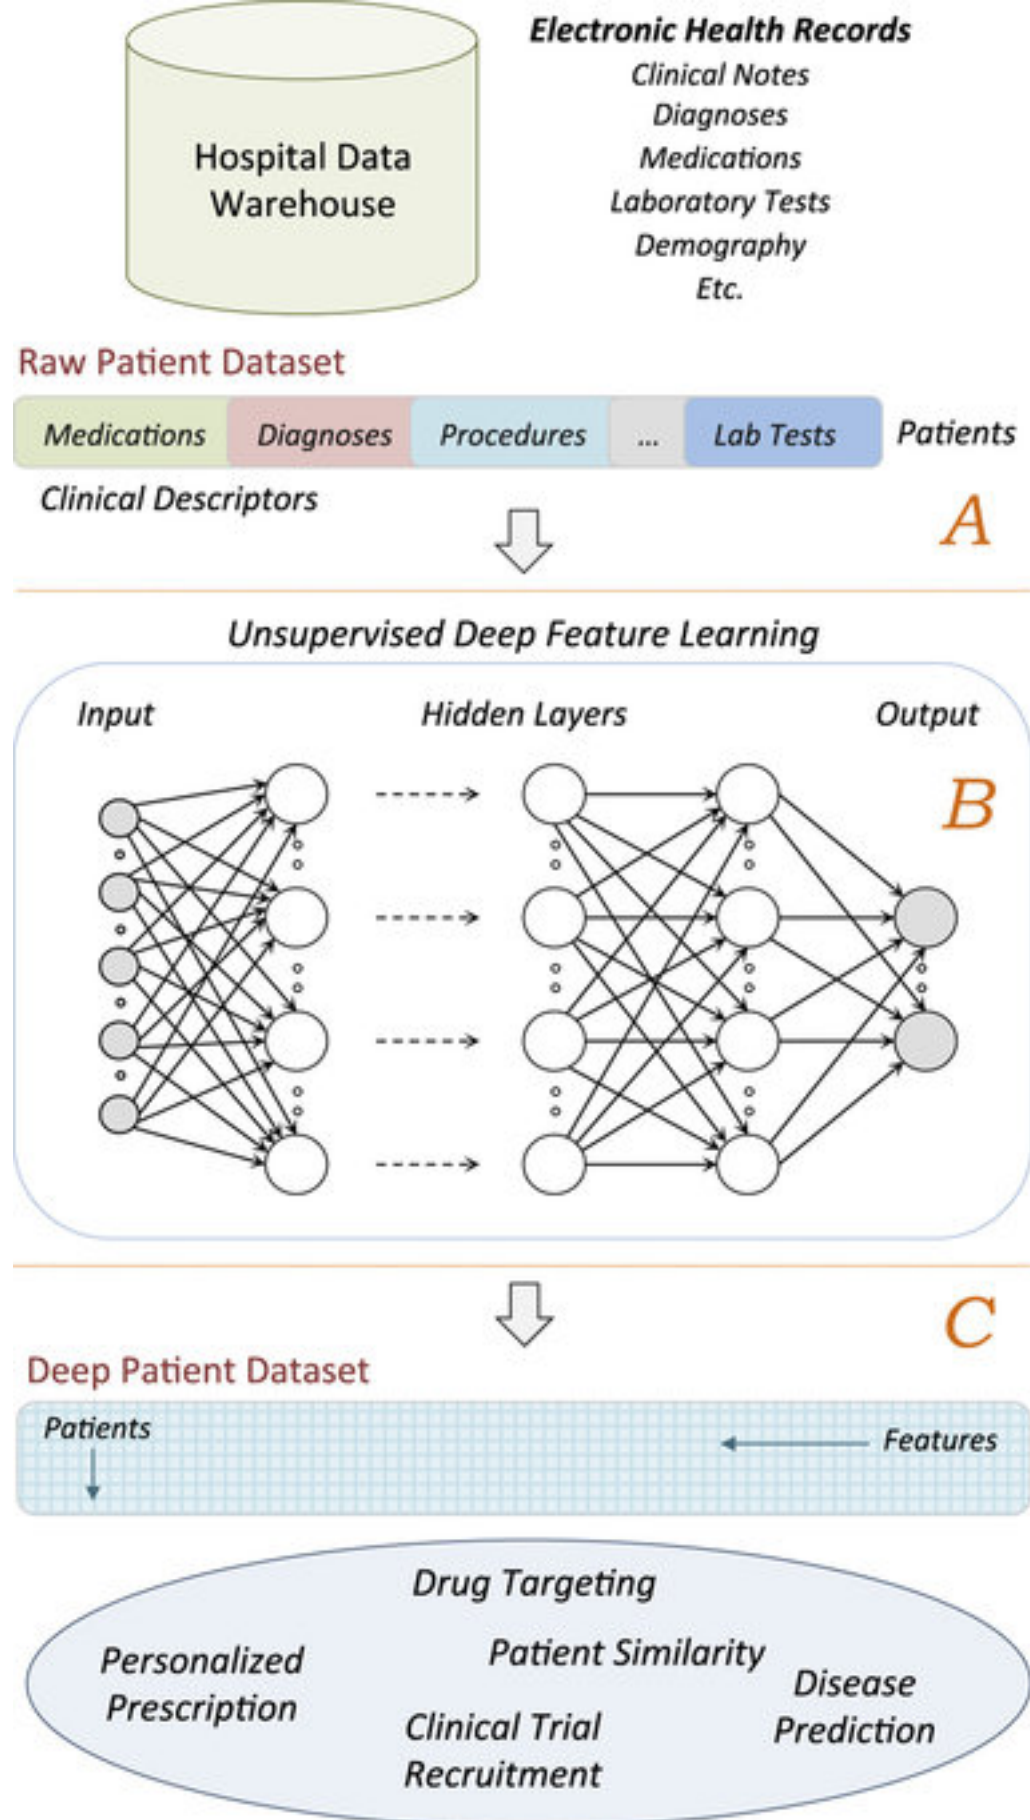 Hospital Data
Warehouse
Electronic Health Records
Clinical Notes
Diagnoses
Medications
Laboratory Tests
Demography
Etc.
Raw Patient Dataset
Medications Diagnoses Procedures ... Lab Tests Patients
Clinical Descriptors
A
Unsupervised Deep Feature Learning
Input Hidden Layers Output
B
C
Deep Patient Dataset
Patients
Features
Drug Targeting
Personalized
Prescription
Patient Similarity
Clinical Trial
Recruitment
Disease
Prediction